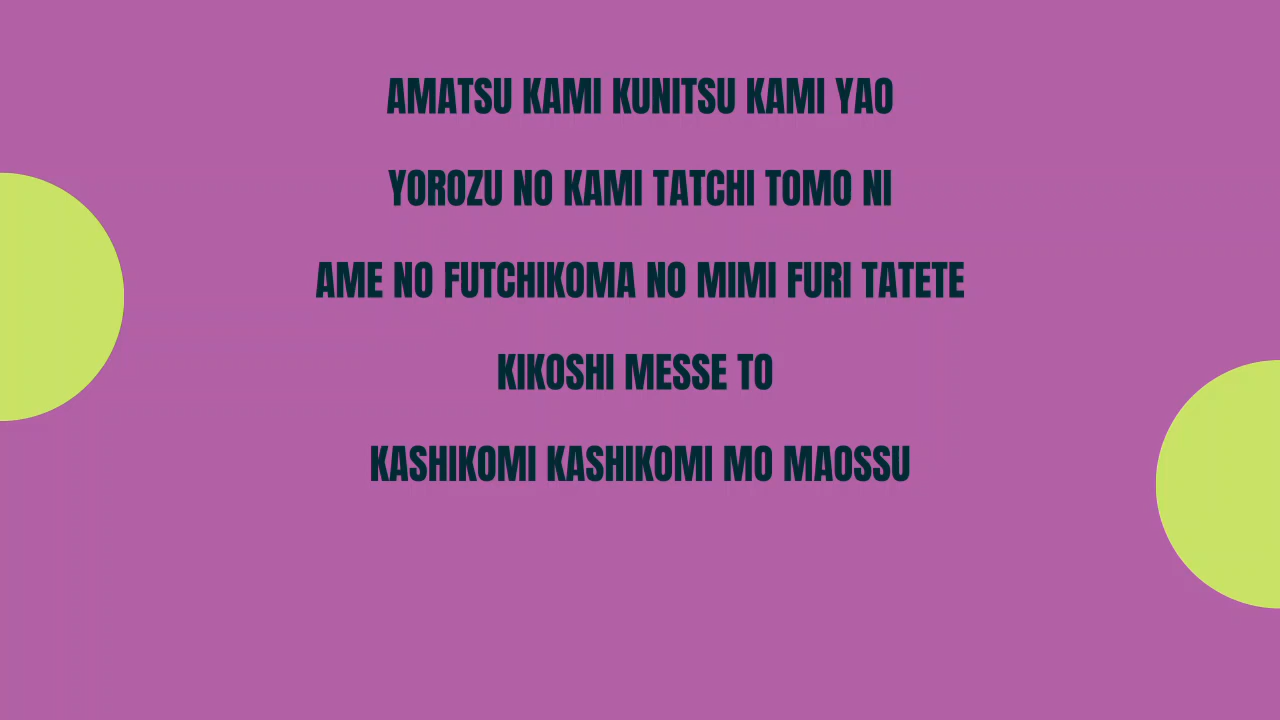 AMATSU KAMI KUNITSU KAMI YAO
YOROZU NO KAMI TATCHI TOMO NI
AME NO FUTCHIKOMA NO MIMI FURI TATETE
KIKOSHI MESSE TO
KASHIKOMI KASHIKOMI MO MAOSSU